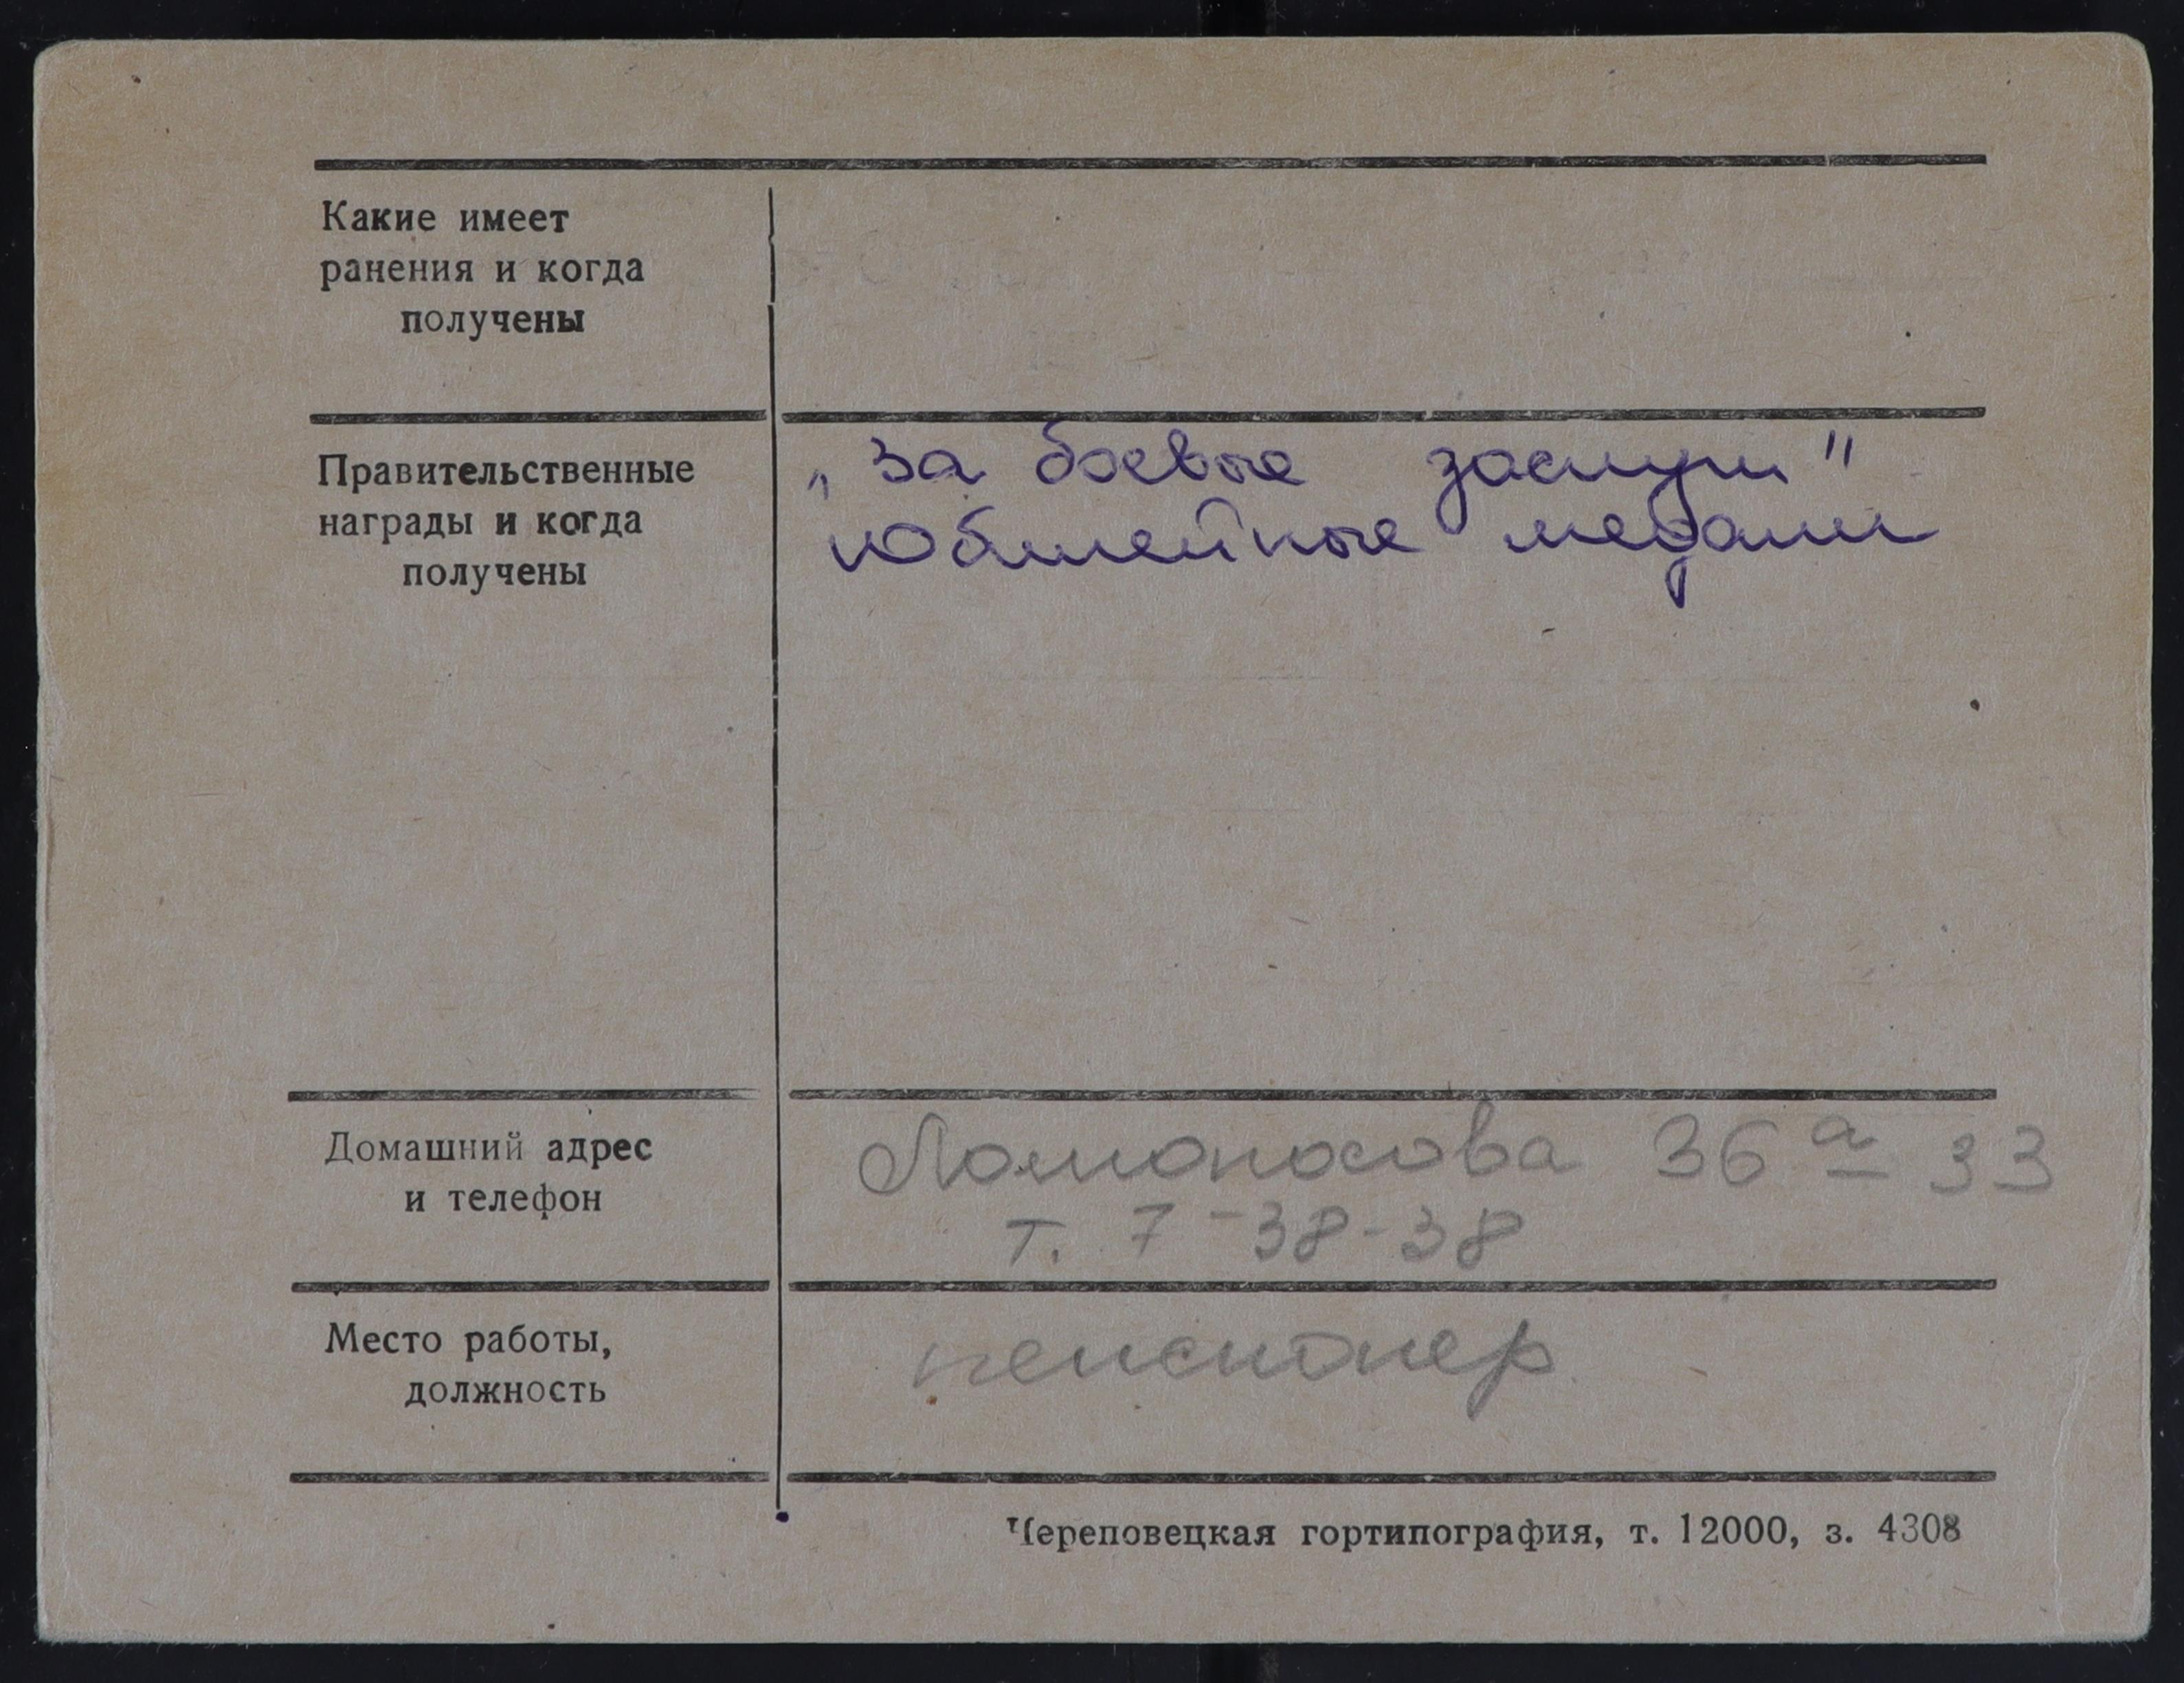 Какие имеет
ранения и когда
получены
Правительственные
награды и когда
получены
„За боевые заслуги"
юбилейные медали
Домашний адрес
и телефон
Ломоносова 36а 33
т. 7-38-38
Место работы,
должность
пенсионер
Череповецкая гортипография, т. 12000, з. 4308